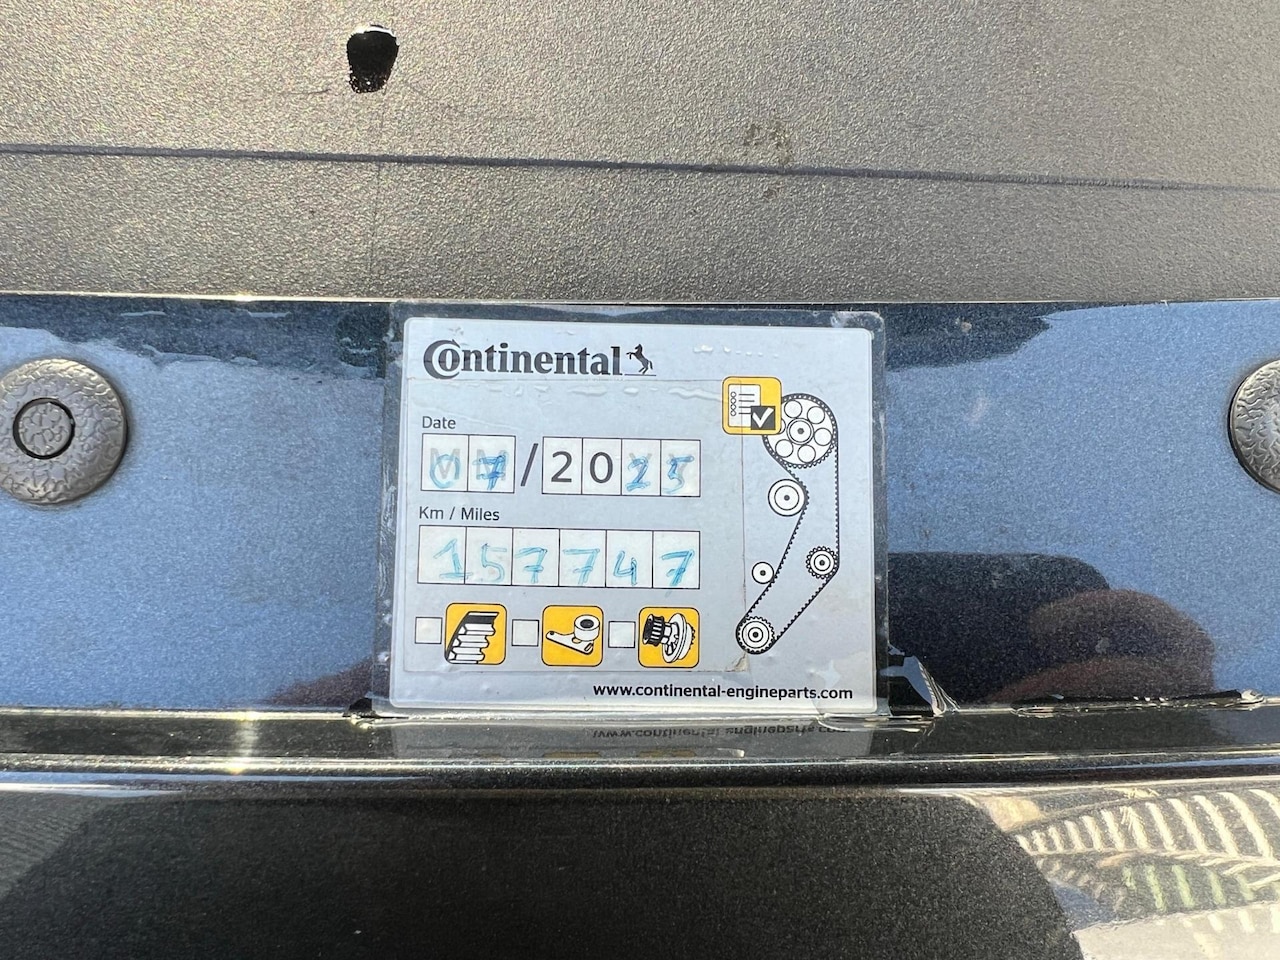 Continental
Date
07/2025
Km / Miles
157747
www.continental-engineparts.com